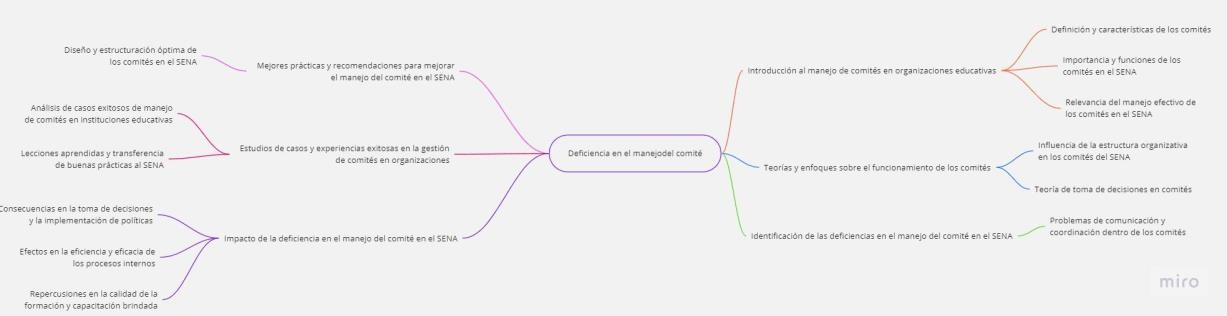 Deficiencia en el manejodel comité
Introducción al manejo de comités en organizaciones educativas
Definición y características de los comités
Importancia y funciones de los
comités en el SENA
Relevancia del manejo efectivo de
los comités en el SENA
Teorías y enfoques sobre el funcionamiento de los comités
Influencia de la estructura organizativa
en los comités del SENA
Teoría de toma de decisiones en comités
Identificación de las deficiencias en el manejo del comité en el SENA
Problemas de comunicación y
coordinación dentro de los comités
Mejores prácticas y recomendaciones para mejorar
el manejo del comité en el SENA
Diseño y estructuración óptima de
los comités en el SENA
Estudios de casos y experiencias exitosas en la gestión
de comités en organizaciones
Análisis de casos exitosos de manejo
de comités en instituciones educativas
Lecciones aprendidas y transferencia
de buenas prácticas al SENA
Impacto de la deficiencia en el manejo del comité en el SENA
Consecuencias en la toma de decisiones
y la implementación de políticas
Efectos en la eficiencia y eficacia de
los procesos internos
Repercusiones en la calidad de la
formación y capacitación brindada
miro